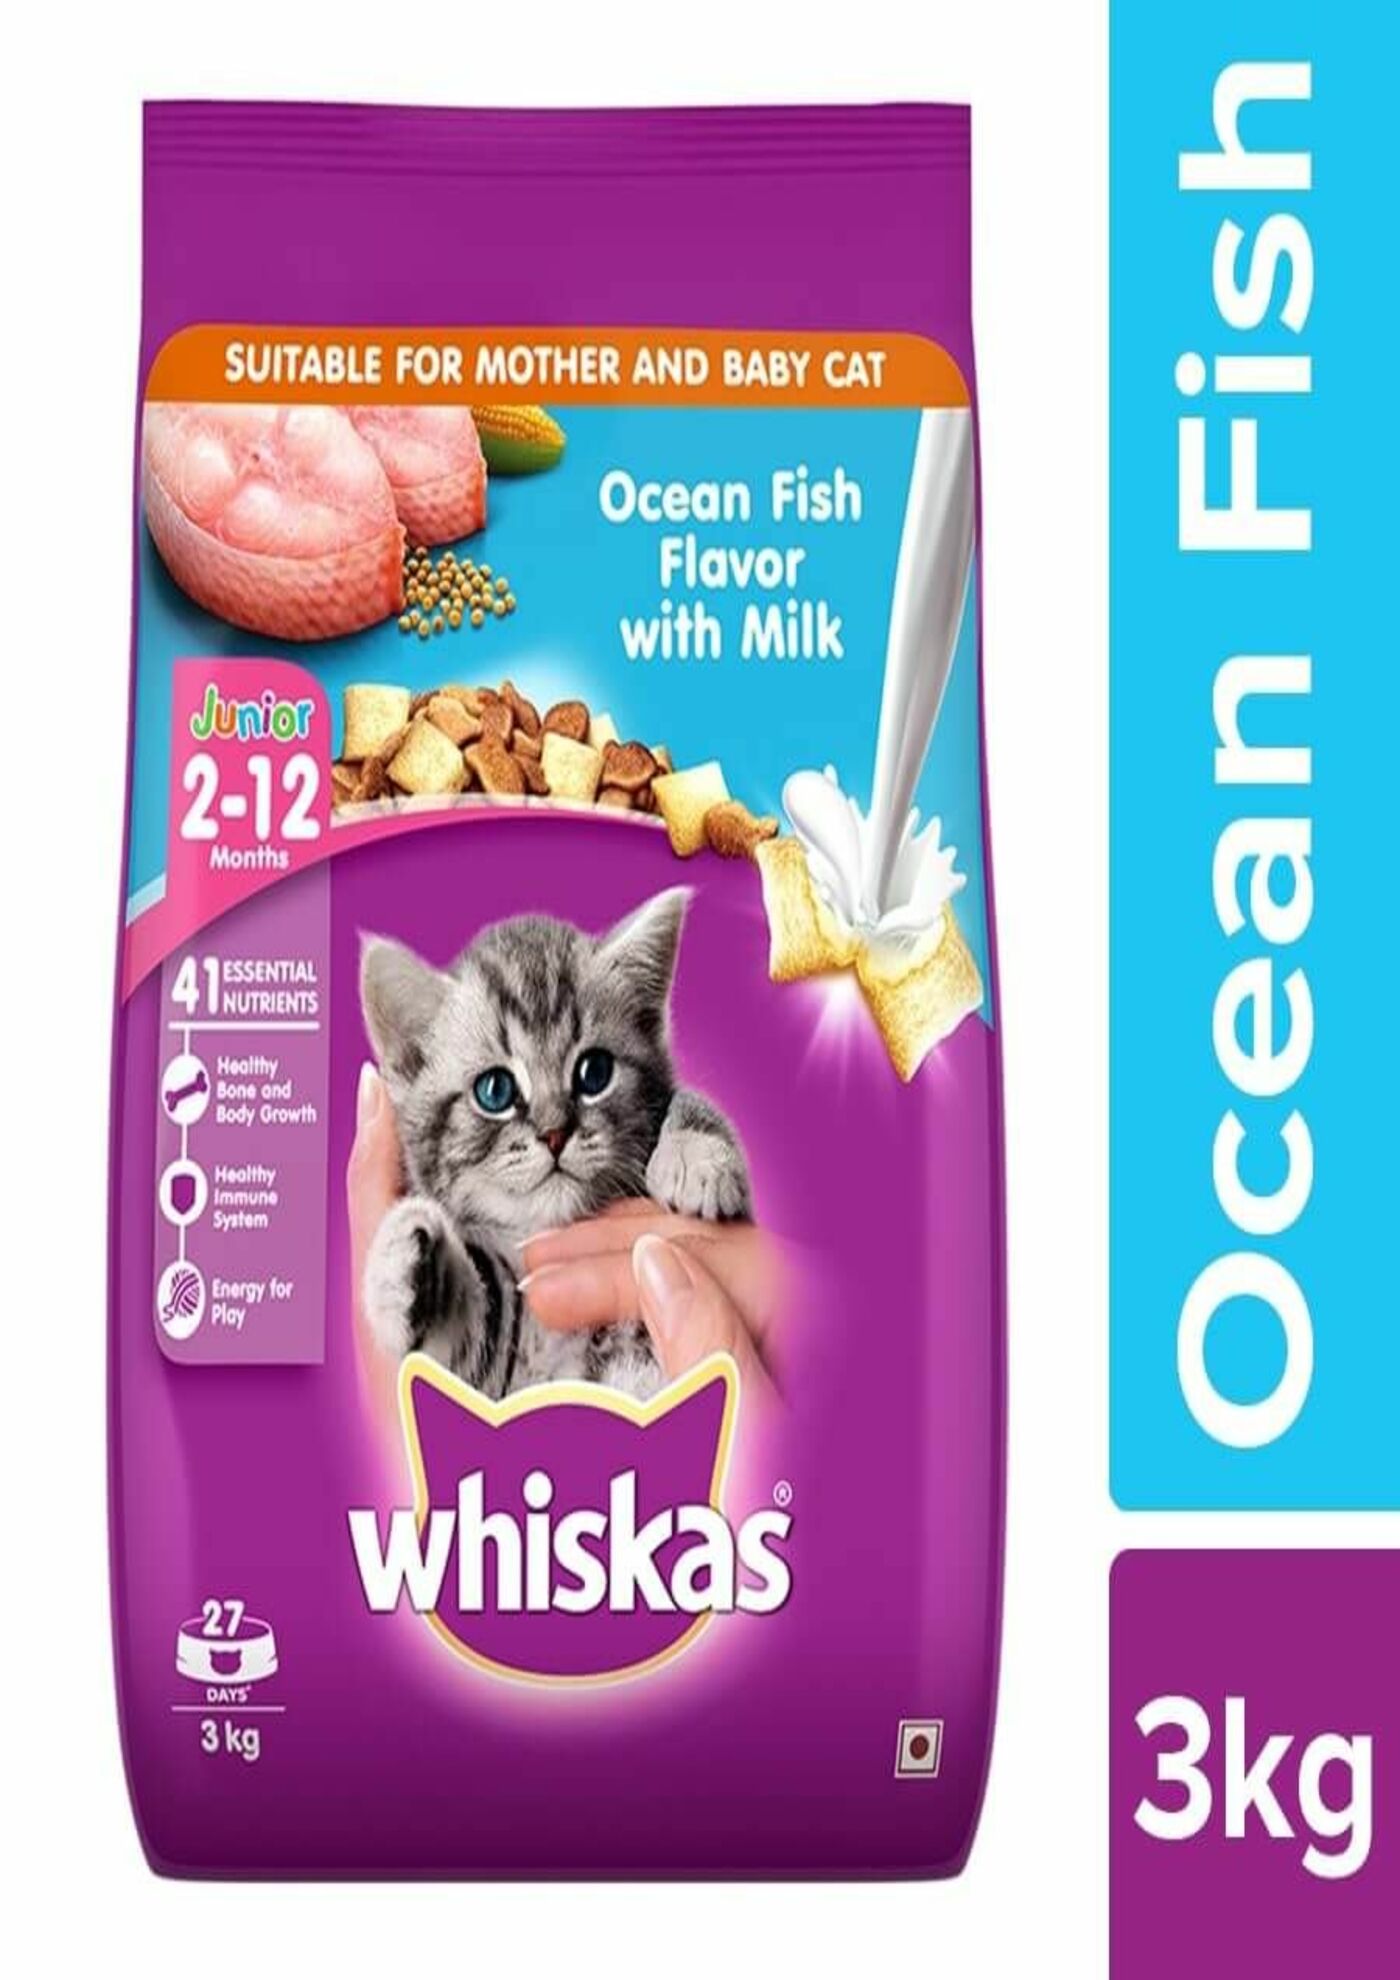 SUITABLE FOR MOTHER AND BABY CAT
Ocean Fish
Flavor
with Milk
Junior
2-12
Months
41 ESSENTIAL
NUTRIENTS
Healthy
Bone and
Body Growth
Healthy
Immune
System
Energy for
Play
whiskas®
27
DAYS*
3 kg
Ocean Fish
3kg